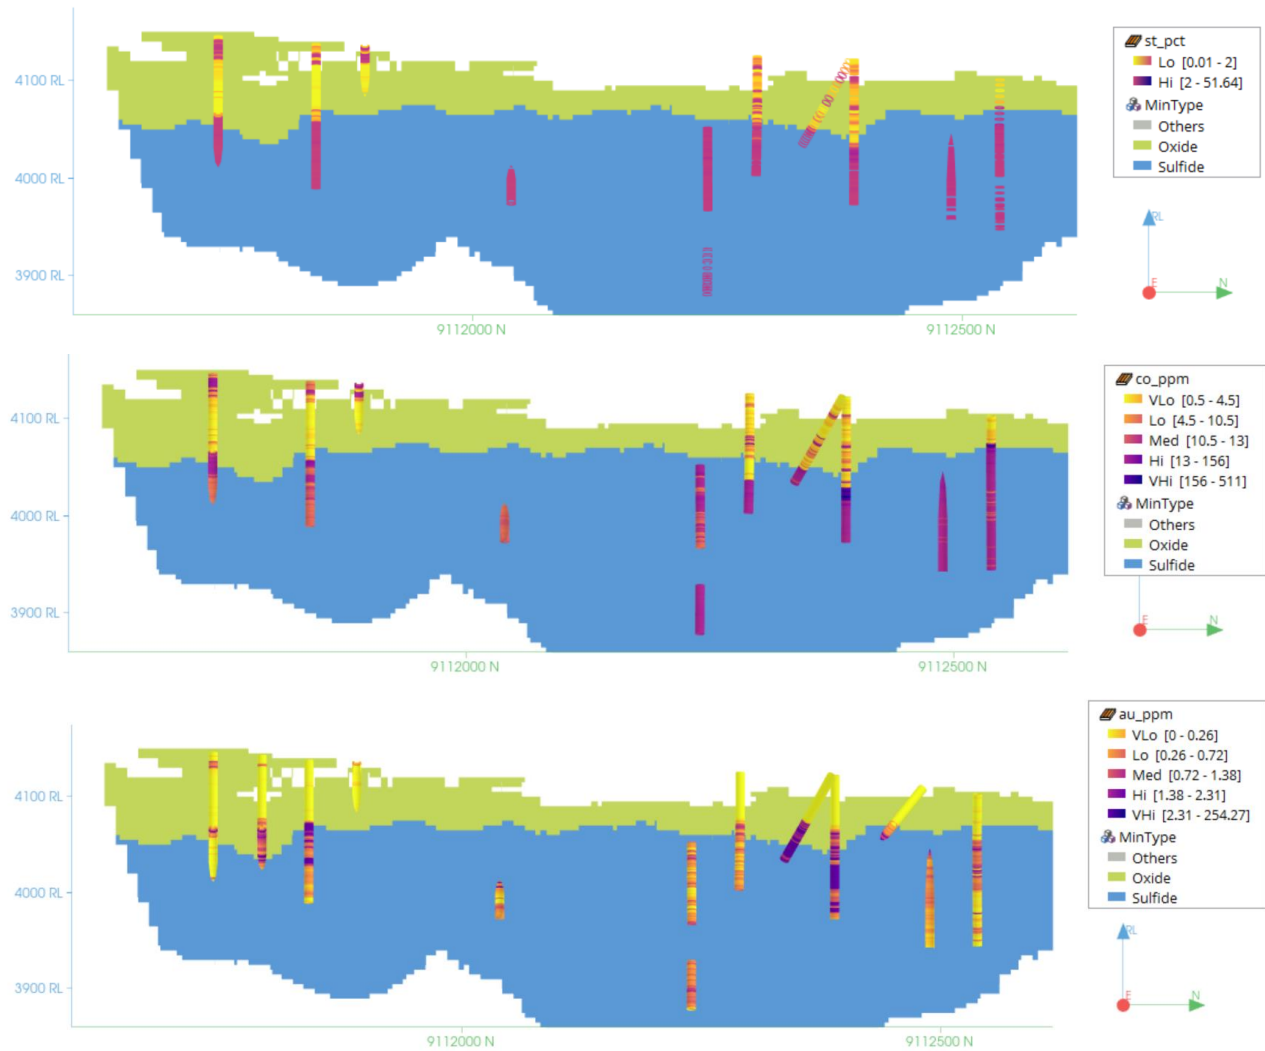 st_pct
Lo [0.01 - 2]
Hi [2 - 51.64]
MinType
Others
Oxide
Sulfide
4100 RL
4000 RL
3900 RL
9112000 N
9112500 N
RL
E
N
co_ppm
VLo [0.5 - 4.5]
Lo [4.5 - 10.5]
Med [10.5 - 13]
Hi [13 - 156]
VHi [156 - 511]
MinType
Others
Oxide
Sulfide
4100 RL
4000 RL
3900 RL
9112000 N
9112500 N
E
N
au_ppm
VLo [0 - 0.26]
Lo [0.26 - 0.72]
Med [0.72 - 1.38]
Hi [1.38 - 2.31]
VHi [2.31 - 254.27]
MinType
Others
Oxide
Sulfide
4100 RL
4000 RL
3900 RL
9112000 N
9112500 N
RL
E
N